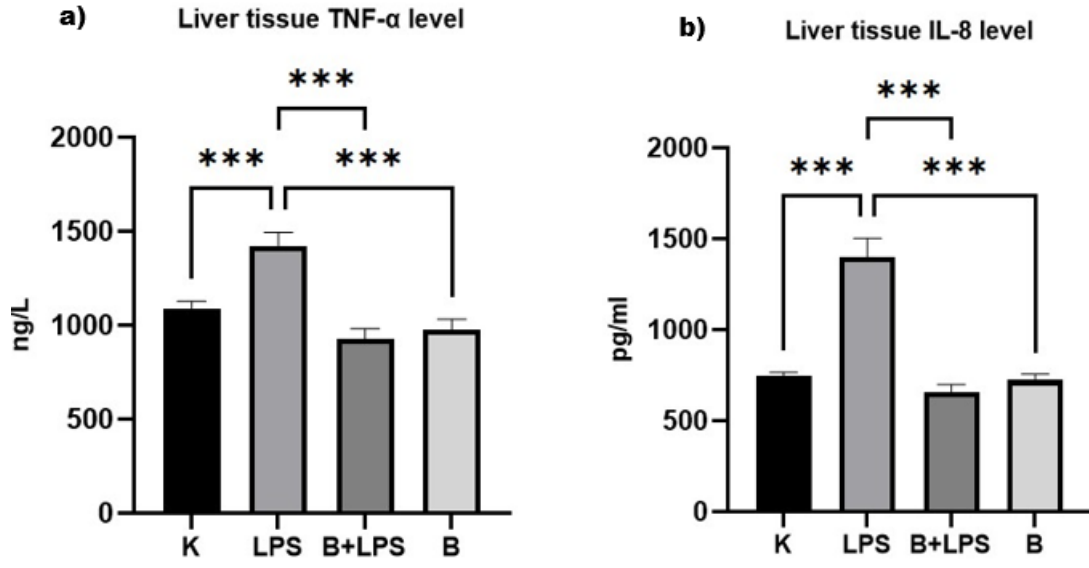 a)
Liver tissue TNF-α level
***
***
***
2000
1500
1000
500
0
ng/L
K LPS B+LPS B
b)
Liver tissue IL-8 level
***
***
***
2000
1500
1000
500
0
pg/ml
K LPS B+LPS B